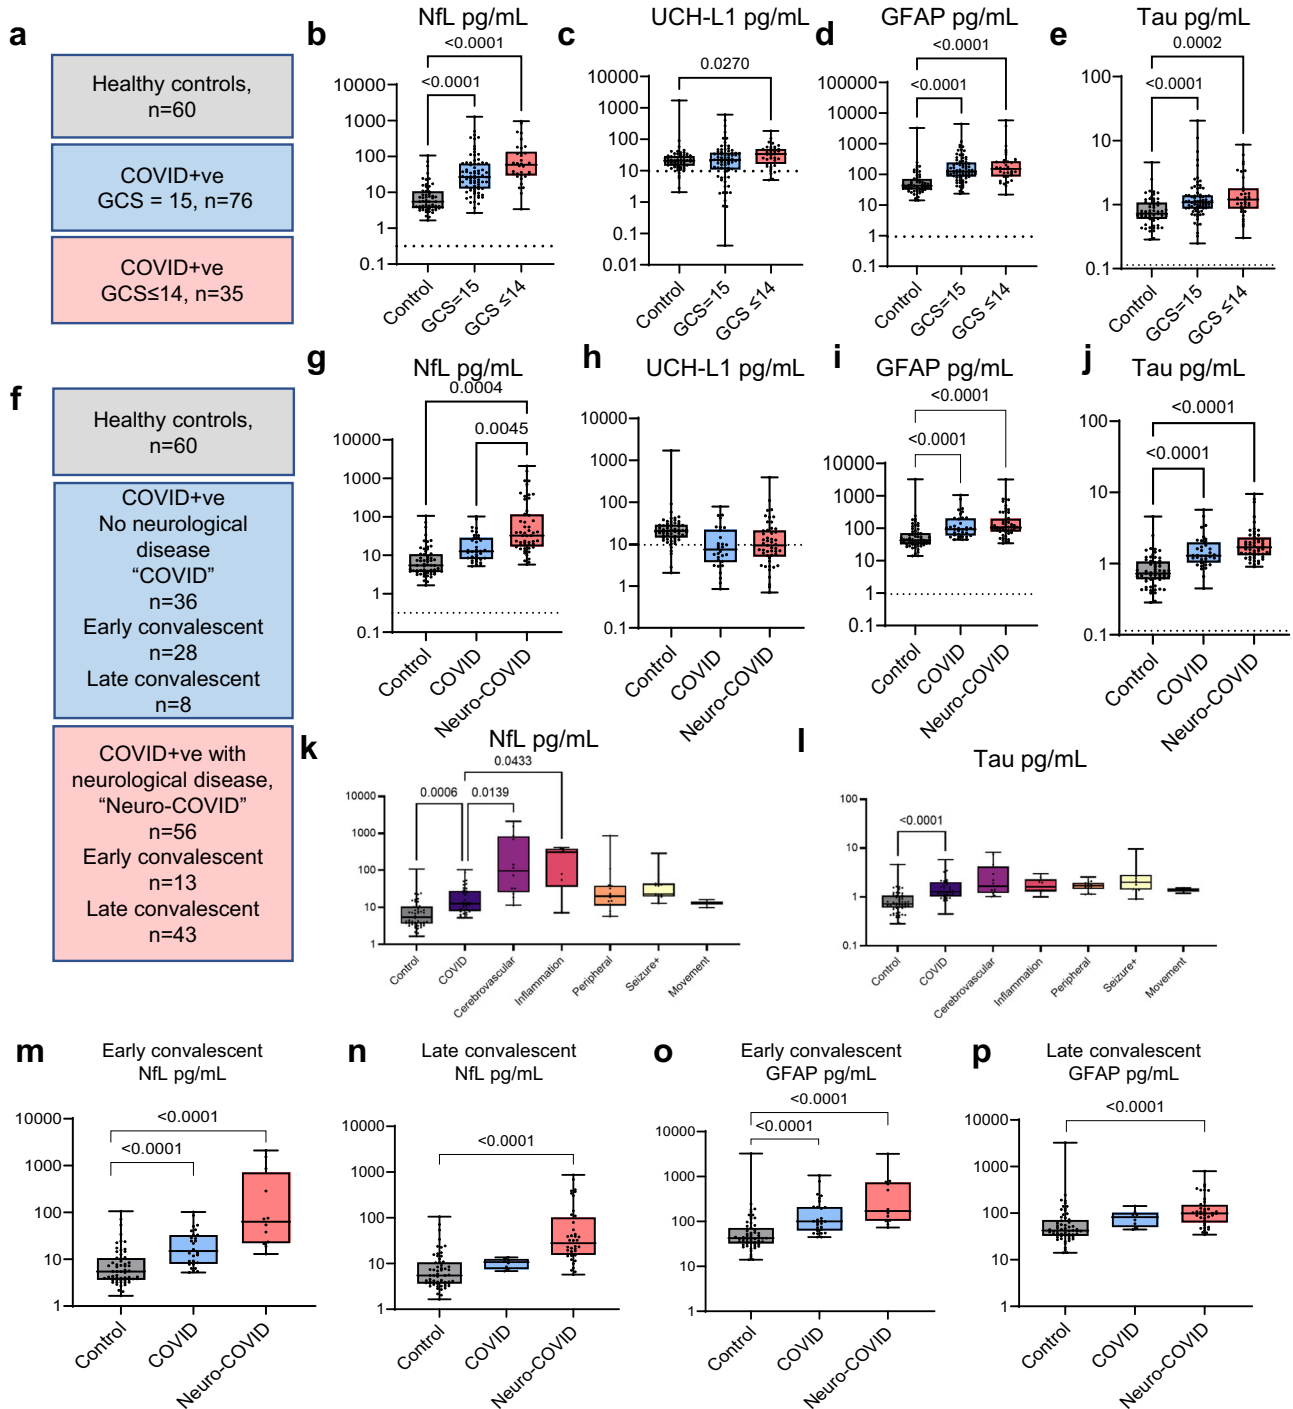 a
Healthy controls,
n=60
COVID+ve
GCS = 15, n=76
COVID+ve
GCS≤14, n=35
b
NfL pg/mL
<0.0001
<0.0001
10000
1000
100
10
1
0.1
Control
GCS=15
GCS ≤14
c
UCH-L1 pg/mL
0.0270
10000
1000
100
10
1
0.1
0.01
Control
GCS=15
GCS ≤14
d
GFAP pg/mL
<0.0001
<0.0001
100000
10000
1000
100
10
1
0.1
Control
GCS=15
GCS ≤14
e
Tau pg/mL
0.0002
<0.0001
100
10
1
0.1
Control
GCS=15
GCS ≤14
f
Healthy controls,
n=60
COVID+ve
No neurological
disease
“COVID”
n=36
Early convalescent
n=28
Late convalescent
n=8
COVID+ve with
neurological disease,
“Neuro-COVID”
n=56
Early convalescent
n=13
Late convalescent
n=43
g
NfL pg/mL
0.0004
0.0045
10000
1000
100
10
1
0.1
Control
COVID
Neuro-COVID
h
UCH-L1 pg/mL
10000
1000
100
10
1
0.1
Control
COVID
Neuro-COVID
i
GFAP pg/mL
<0.0001
<0.0001
10000
1000
100
10
1
0.1
Control
COVID
Neuro-COVID
j
Tau pg/mL
<0.0001
<0.0001
100
10
1
0.1
Control
COVID
Neuro-COVID
k
NfL pg/mL
0.0433
0.0006
0.0139
10000
1000
100
10
1
Control
COVID
Cerebrovascular
Inflammation
Peripheral
Seizure+
Movement
l
Tau pg/mL
<0.0001
100
10
1
0.1
Control
COVID
Cerebrovascular
Inflammation
Peripheral
Seizure+
Movement
m
Early convalescent
NfL pg/mL
<0.0001
<0.0001
10000
1000
100
10
1
Control
COVID
Neuro-COVID
n
Late convalescent
NfL pg/mL
<0.0001
10000
1000
100
10
1
Control
COVID
Neuro-COVID
o
Early convalescent
GFAP pg/mL
<0.0001
<0.0001
10000
1000
100
10
1
Control
COVID
Neuro-COVID
p
Late convalescent
GFAP pg/mL
<0.0001
10000
1000
100
10
1
Control
COVID
Neuro-COVID